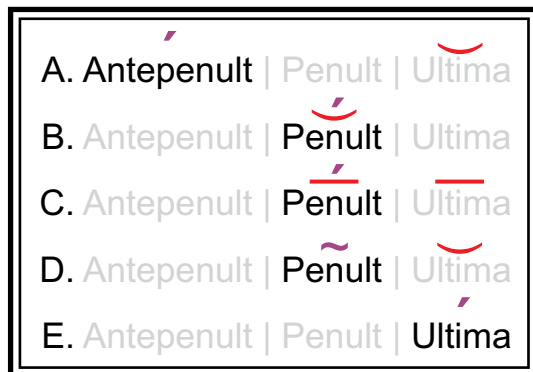 A. Antepenult | Penult | Ultima
B. Antepenult | Penult | Ultima
C. Antepenult | Penult | Ultima
D. Antepenult | Penult | Ultima
E. Antepenult | Penult | Ultima